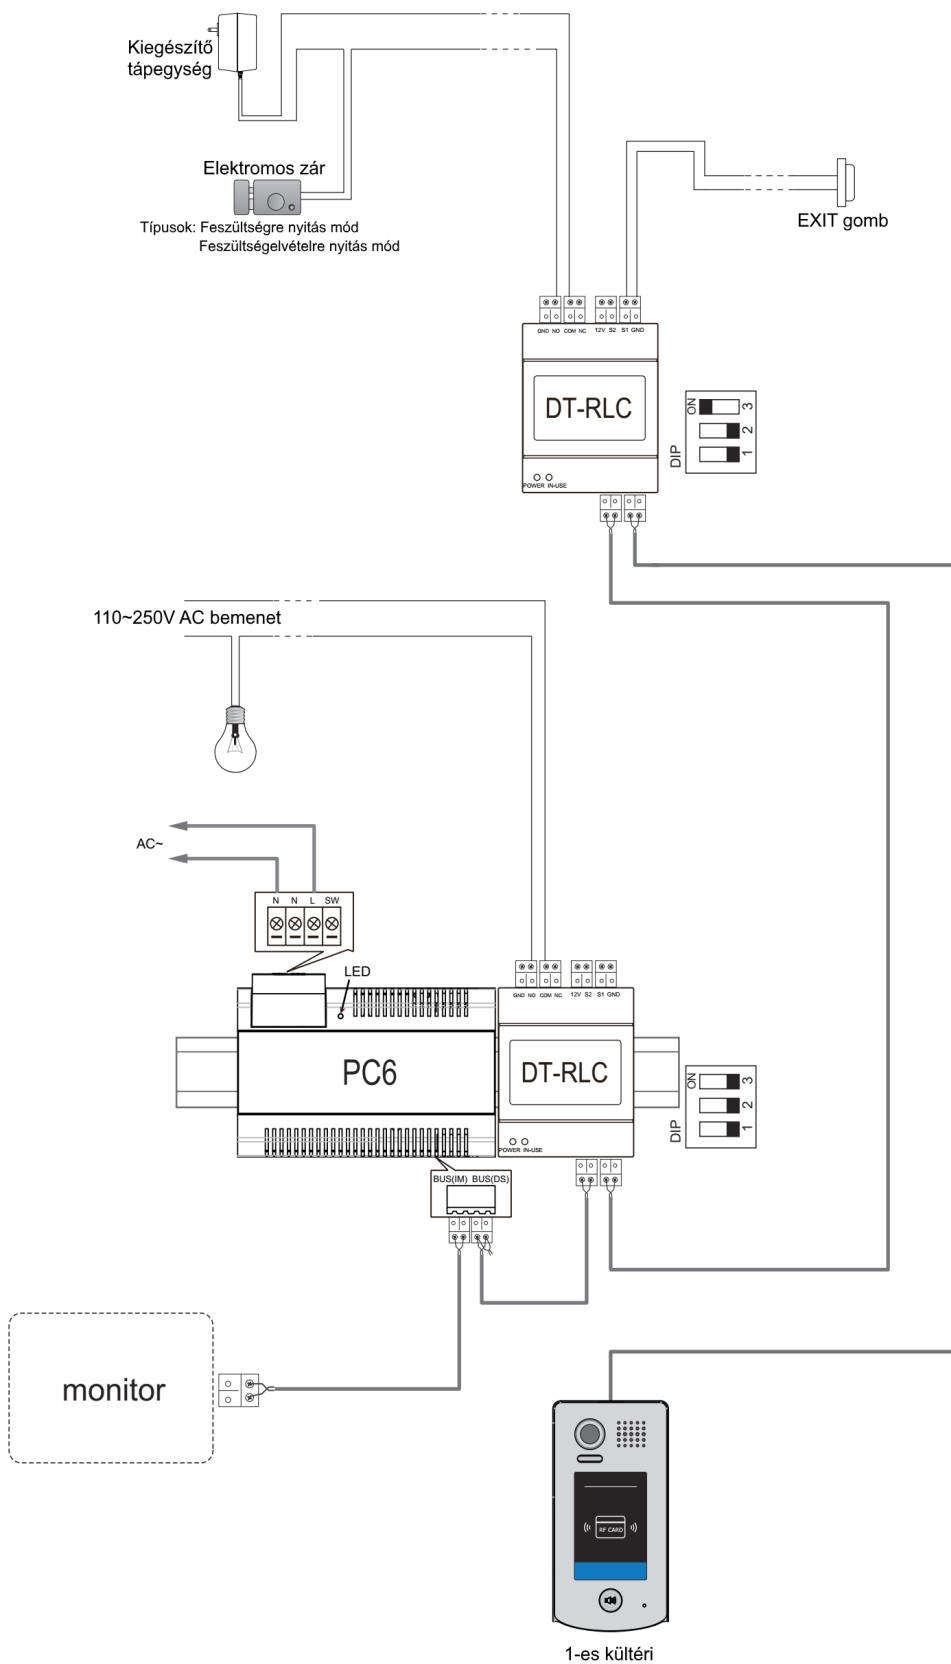 Kiegészítő
tápegység
Elektromos zár
Típusok: Feszültségre nyitás mód
Feszültségelvételre nyitás mód
EXIT gomb
GND NO COM NC 12V S2 S1 GND
DT-RLC
POWER IN-USE
ON
DIP
1 2 3
110~250V AC bemenet
AC~
N N L SW
LED
GND NO COM NC 12V S2 S1 GND
PC6
DT-RLC
POWER IN-USE
ON
DIP
1 2 3
BUS(IM) BUS(DS)
monitor
RF CARD
1-es kültéri